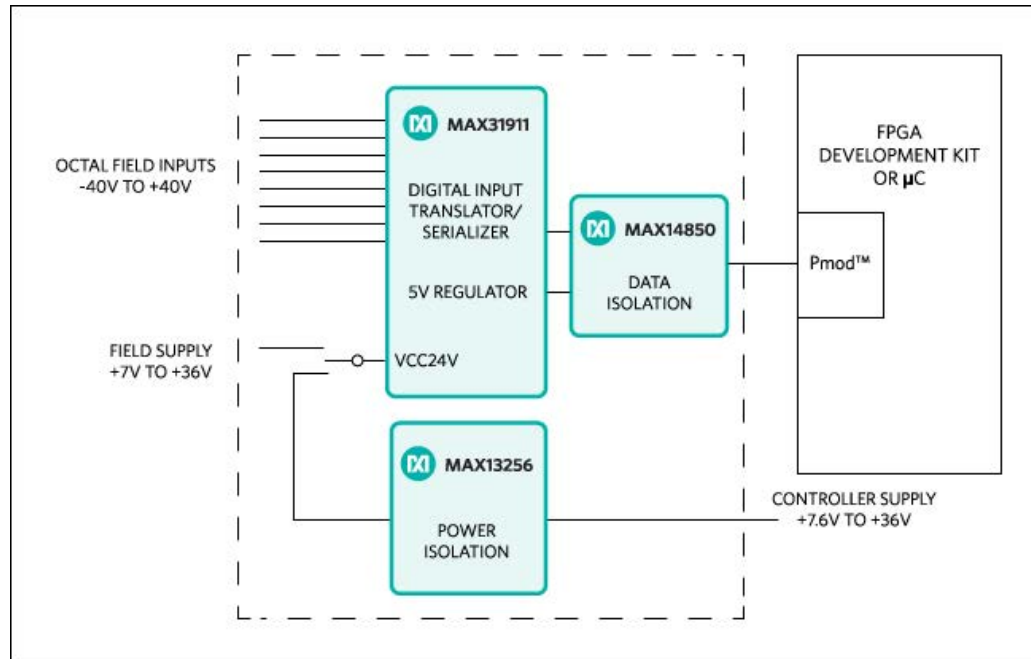 MAX31911
FPGA
DEVELOPMENT KIT
OR µC
OCTAL FIELD INPUTS
-40V TO +40V
DIGITAL INPUT
TRANSLATOR/
SERIALIZER
MAX14850
Pmod™
DATA
ISOLATION
5V REGULATOR
FIELD SUPPLY
+7V TO +36V
VCC24V
MAX13256
POWER
ISOLATION
CONTROLLER SUPPLY
+7.6V TO +36V